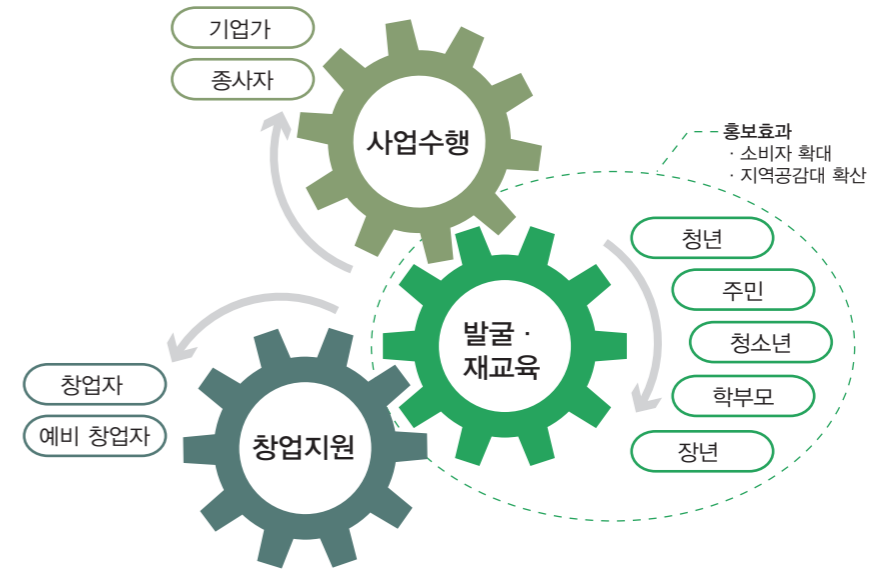 기업가
종사자
사업수행
홍보효과
· 소비자 확대
· 지역공감대 확산
청년
주민
청소년
학부모
장년
발굴 ·
재교육
창업자
예비 창업자
창업지원